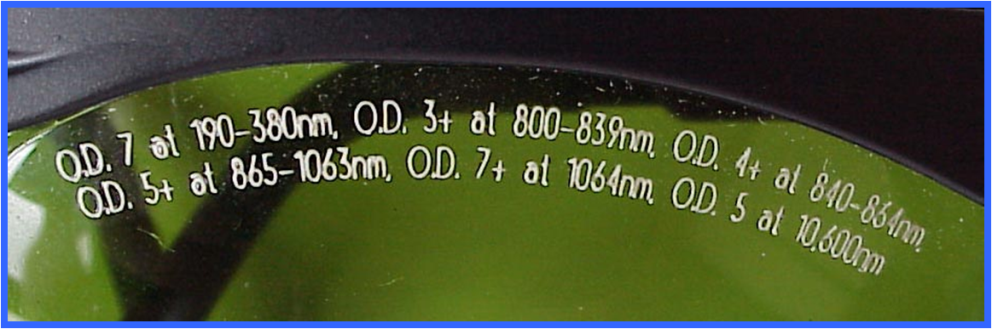 O.D. 7 at 190-380nm, O.D. 3+ at 800-839nm, O.D. 4+ at 840-864nm,
O.D. 5+ at 865-1063nm, O.D. 7+ at 1064nm, O.D. 5 at 10,600nm